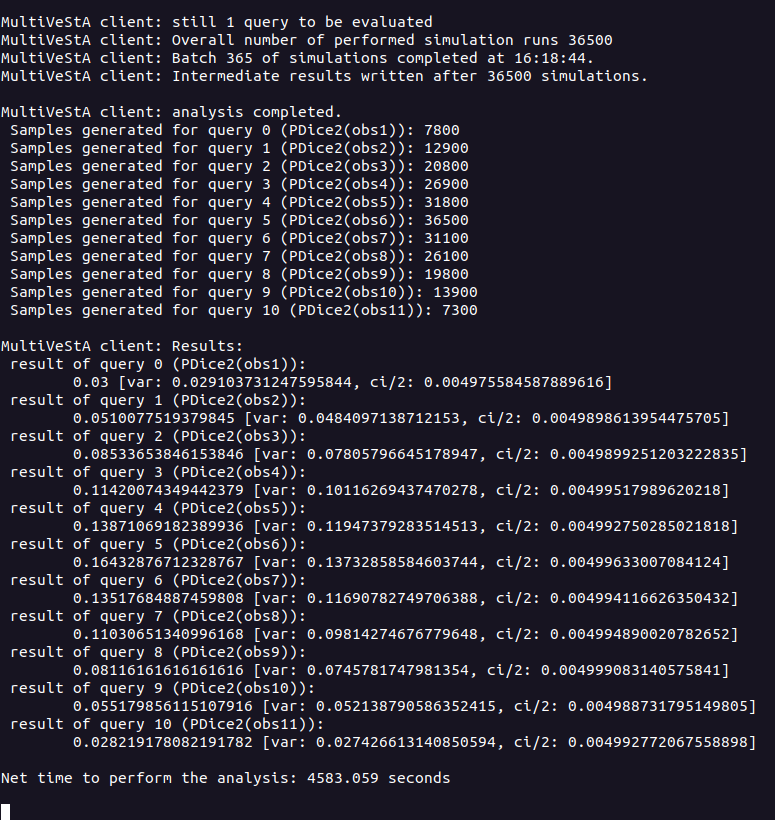 MultiVeStA client: still 1 query to be evaluated
MultiVeStA client: Overall number of performed simulation runs 36500
MultiVeStA client: Batch 365 of simulations completed at 16:18:44.
MultiVeStA client: Intermediate results written after 36500 simulations.
MultiVeStA client: analysis completed.
Samples generated for query 0 (PDice2(obs1)): 7800
Samples generated for query 1 (PDice2(obs2)): 12900
Samples generated for query 2 (PDice2(obs3)): 20800
Samples generated for query 3 (PDice2(obs4)): 26900
Samples generated for query 4 (PDice2(obs5)): 31800
Samples generated for query 5 (PDice2(obs6)): 36500
Samples generated for query 6 (PDice2(obs7)): 31100
Samples generated for query 7 (PDice2(obs8)): 26100
Samples generated for query 8 (PDice2(obs9)): 19800
Samples generated for query 9 (PDice2(obs10)): 13900
Samples generated for query 10 (PDice2(obs11)): 7300
MultiVeStA client: Results:
result of query 0 (PDice2(obs1)):
0.03 [var: 0.029103731247595844, ci/2: 0.004975584587889616]
result of query 1 (PDice2(obs2)):
0.0510077519379845 [var: 0.0484097138712153, ci/2: 0.0049898613954475705]
result of query 2 (PDice2(obs3)):
0.08533653846153846 [var: 0.07805796645178947, ci/2: 0.0049899251203222835]
result of query 3 (PDice2(obs4)):
0.11420074349442379 [var: 0.10116269437470278, ci/2: 0.00499517989620218]
result of query 4 (PDice2(obs5)):
0.13871069182389936 [var: 0.11947379283514513, ci/2: 0.004992750285021818]
result of query 5 (PDice2(obs6)):
0.16432876712328767 [var: 0.13732858584603744, ci/2: 0.00499633007084124]
result of query 6 (PDice2(obs7)):
0.13517684887459808 [var: 0.11690782749706388, ci/2: 0.004994116626350432]
result of query 7 (PDice2(obs8)):
0.11030651340996168 [var: 0.09814274676779648, ci/2: 0.004994890020782652]
result of query 8 (PDice2(obs9)):
0.08116161616161616 [var: 0.0745781747981354, ci/2: 0.004999083140575841]
result of query 9 (PDice2(obs10)):
0.055179856115107916 [var: 0.052138790586352415, ci/2: 0.004988731795149805]
result of query 10 (PDice2(obs11)):
0.028219178082191782 [var: 0.027426613140850594, ci/2: 0.004992772067558898]
Net time to perform the analysis: 4583.059 seconds